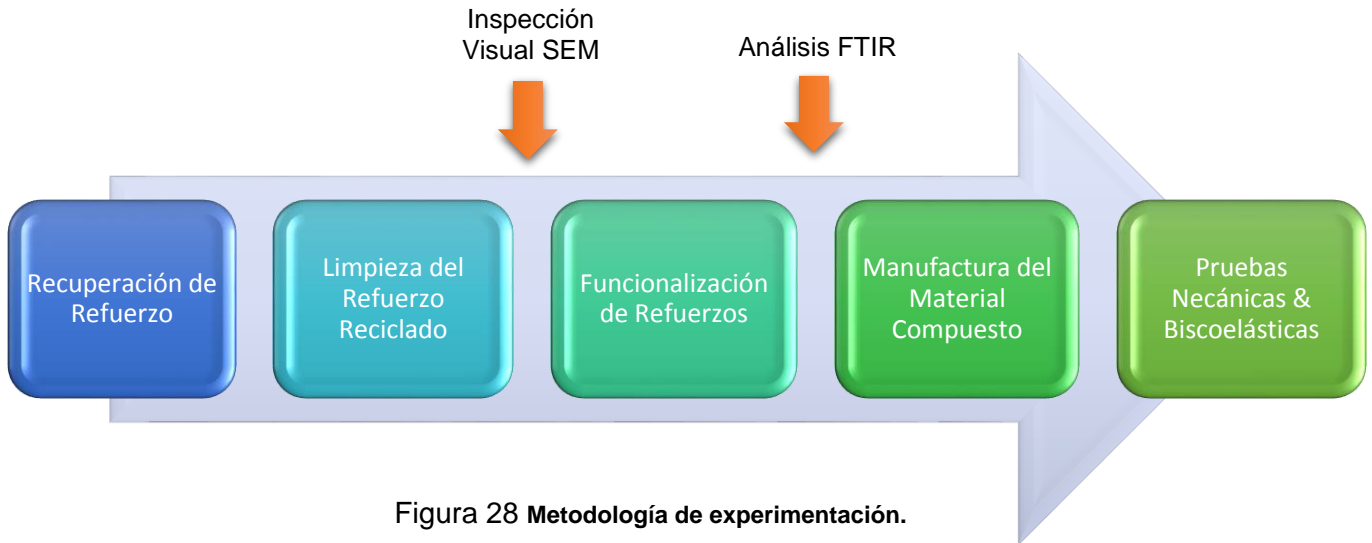 Inspección
Visual SEM
Análisis FTIR
Recuperación de
Refuerzo
Limpieza del
Refuerzo
Reciclado
Funcionalización
de Refuerzos
Manufactura del
Material
Compuesto
Pruebas
Necánicas &
Biscoelásticas
Figura 28 Metodología de experimentación.